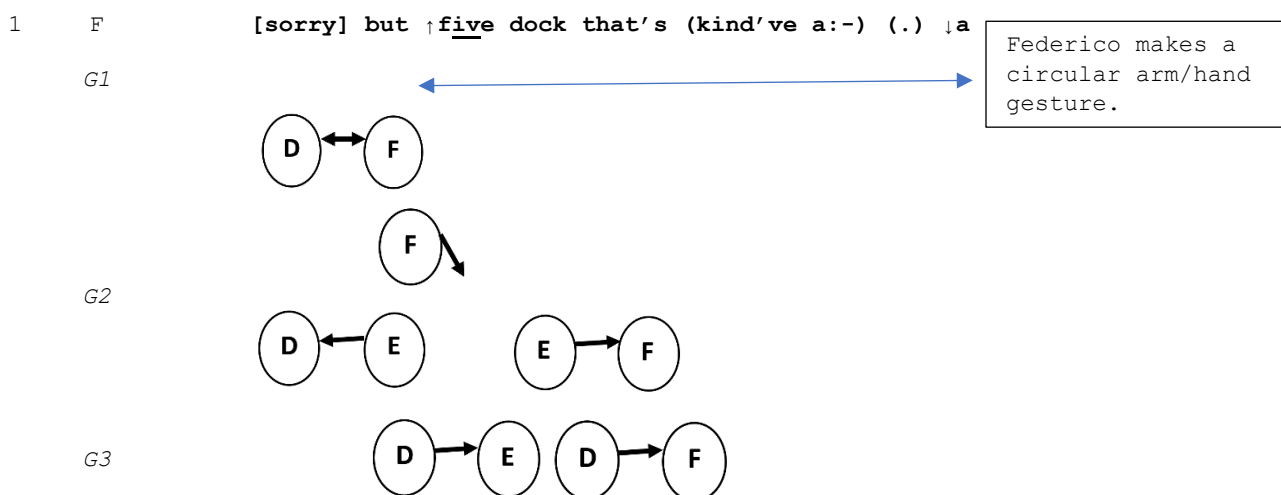 1 F [sorry] but ↑five dock that's (kind've a:-) (.) ↓a
Federico makes a
circular arm/hand
gesture.
G1
D F
F
G2
D E E F
G3 D E D F